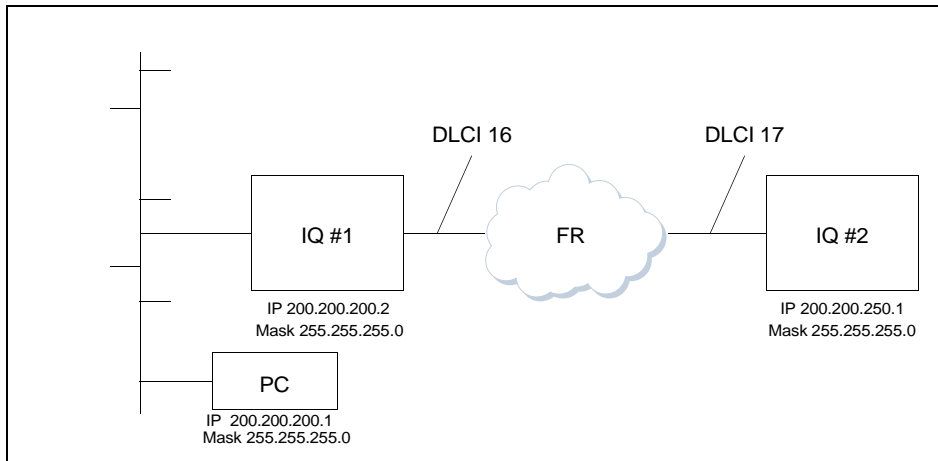 DLCI 16
DLCI 17
IQ #1
FR
IQ #2
IP 200.200.200.2
Mask 255.255.255.0
IP 200.200.250.1
Mask 255.255.255.0
PC
IP 200.200.200.1
Mask 255.255.255.0